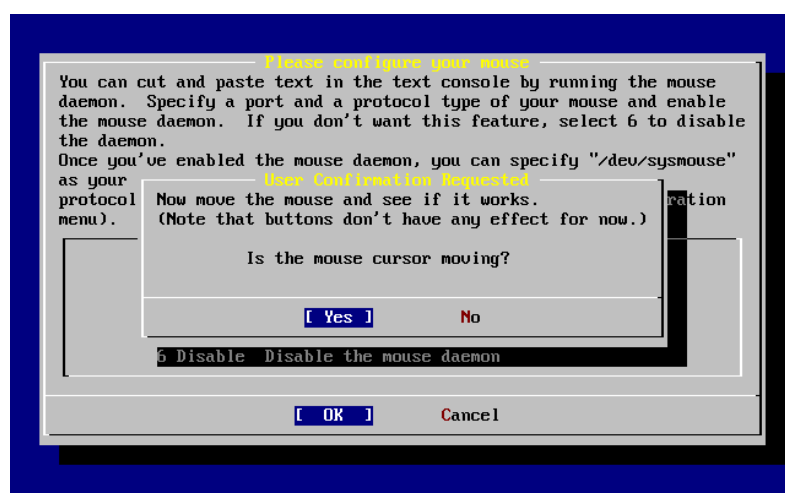 Please configure your mouse
You can cut and paste text in the text console by running the mouse
daemon.  Specify a port and a protocol type of your mouse and enable
the mouse daemon.  If you don't want this feature, select 6 to disable
the daemon.
Once you've enabled the mouse daemon, you can specify "/dev/sysmouse"
as your
protocol ration
menu).
User Confirmation Requested
Now move the mouse and see if it works.
(Note that buttons don't have any effect for now.)
Is the mouse cursor moving?
[ Yes ]     No
6 Disable  Disable the mouse daemon
[  OK  ]     Cancel